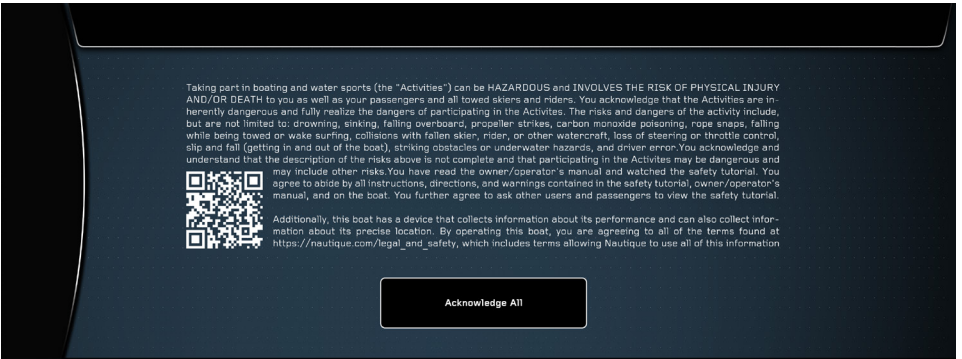 Taking part in boating and water sports (the "Activities") can be HAZARDOUS and INVOLVES THE RISK OF PHYSICAL INJURY
AND/OR DEATH to you as well as your passengers and all towed skiers and riders. You acknowledge that the Activities are in-
herently dangerous and fully realize the dangers of participating in the Activites. The risks and dangers of the activity include,
but are not limited to: drowning, sinking, falling overboard, propeller strikes, carbon monoxide poisoning, rope snaps, falling
while being towed or wake surfing, collisions with fallen skier, rider, or other watercraft, loss of steering or throttle control,
slip and fall (getting in and out of the boat), striking obstacles or underwater hazards, and driver error.You acknowledge and
understand that the description of the risks above is not complete and that participating in the Activites may be dangerous and
may include other risks.You have read the owner/operator's manual and watched the safety tutorial. You
agree to abide by all instructions, directions, and warnings contained in the safety tutorial, owner/operator's
manual, and on the boat. You further agree to ask other users and passengers to view the safety tutorial.
Additionally, this boat has a device that collects information about its performance and can also collect infor-
mation about its precise location. By operating this boat, you are agreeing to all of the terms found at
https://nautique.com/legal_and_safety, which includes terms allowing Nautique to use all of this information
Acknowledge All